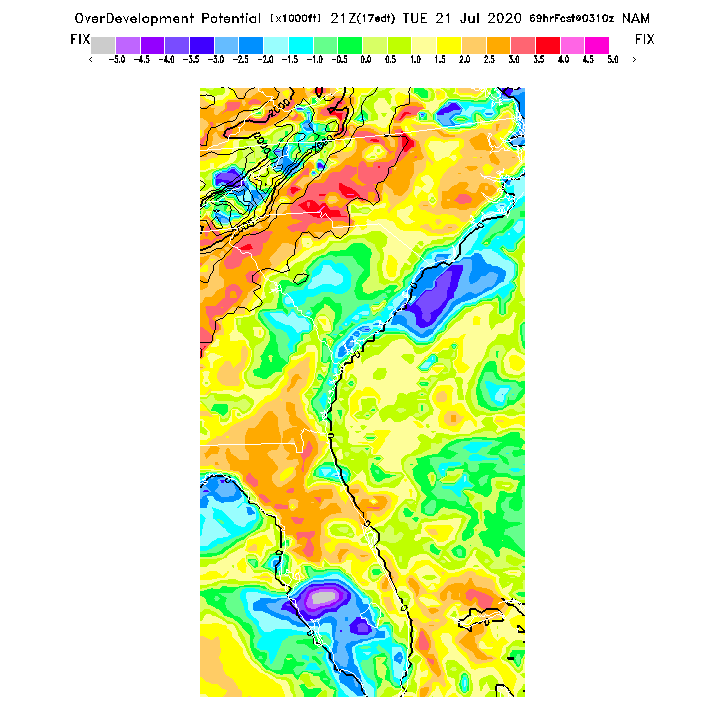 OverDevelopment Potential [x1000ft] 21Z(17edt) TUE 21 Jul 2020 69hrFcst@0310z NAM
FIX FIX
< -5.0 -4.5 -4.0 -3.5 -3.0 -2.5 -2.0 -1.5 -1.0 -0.5 0.0 0.5 1.0 1.5 2.0 2.5 3.0 3.5 4.0 4.5 5.0 >
2000
2000